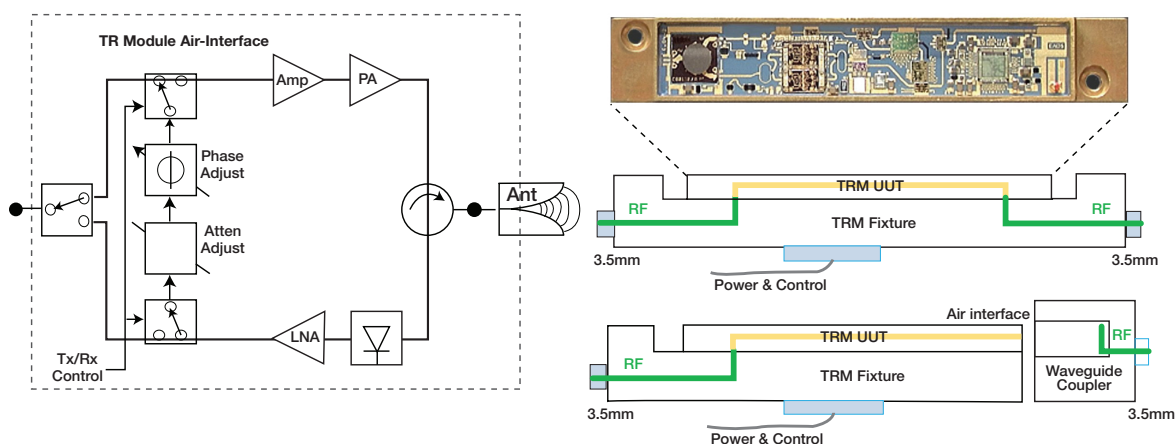 TR Module Air-Interface
Amp
PA
Phase
Adjust
Ant
Atten
Adjust
LNA
Tx/Rx
Control
TRM UUT
RF
RF
TRM Fixture
3.5mm
3.5mm
Power & Control
Air interface
TRM UUT
RF
RF
TRM Fixture
Waveguide
Coupler
3.5mm
3.5mm
Power & Control